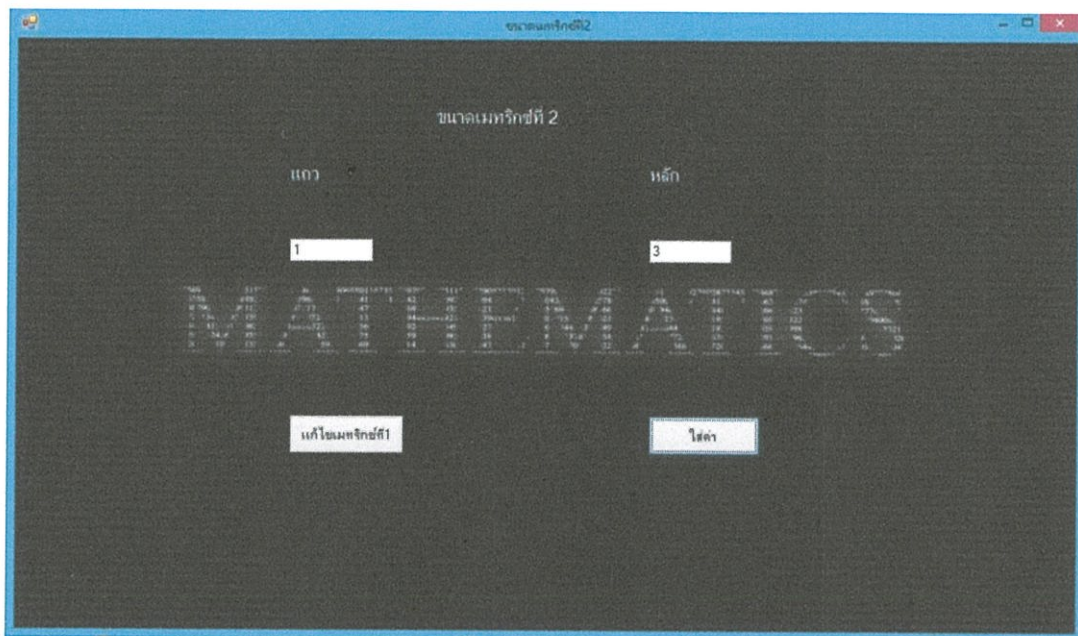 ขนาดเมทริกซ์ที่2
ขนาดเมทริกซ์ที่ 2
แถว หลัก
1 3
MATHEMATICS
แก้ไขเมทริกซ์ที่1 ใส่ค่า